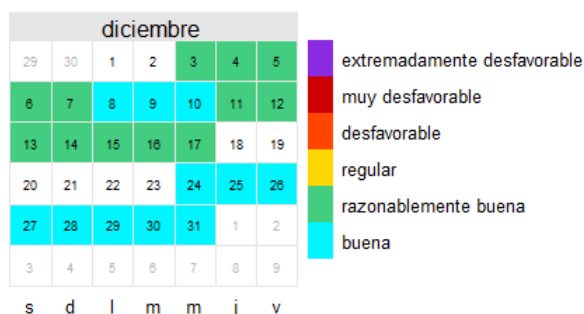 diciembre
29 30 1 2 3 4 5
6 7 8 9 10 11 12
13 14 15 16 17 18 19
20 21 22 23 24 25 26
27 28 29 30 31 1 2
3 4 5 6 7 8 9
s d l m m j v
extremadamente desfavorable
muy desfavorable
desfavorable
regular
razonablemente buena
buena